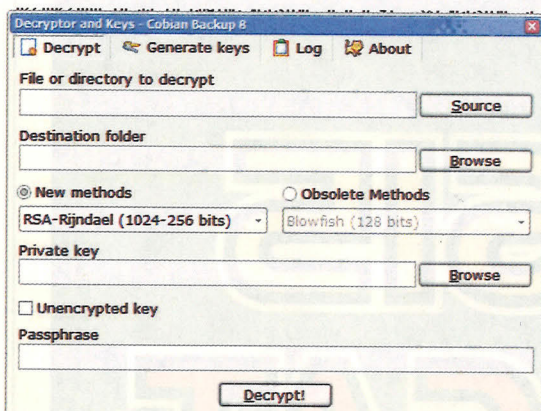 Decryptor and Keys - Cobian Backup 8
Decrypt Generate keys Log About
File or directory to decrypt
Source
Destination folder
Browse
New methods Obsolete Methods
RSA-Rijndael (1024-256 bits) Blowfish (128 bits)
Private key
Browse
Unencrypted key
Passphrase
Decrypt!